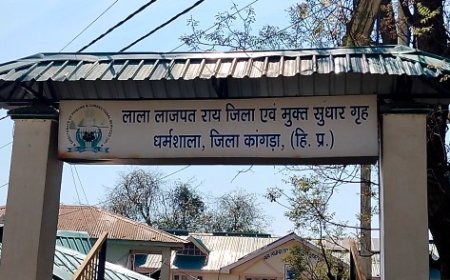 लाला लाजपत राय जिला एवं मुक्त सुधार गृह
धर्मशाला, जिला कांगड़ा, (हि. प्र.)